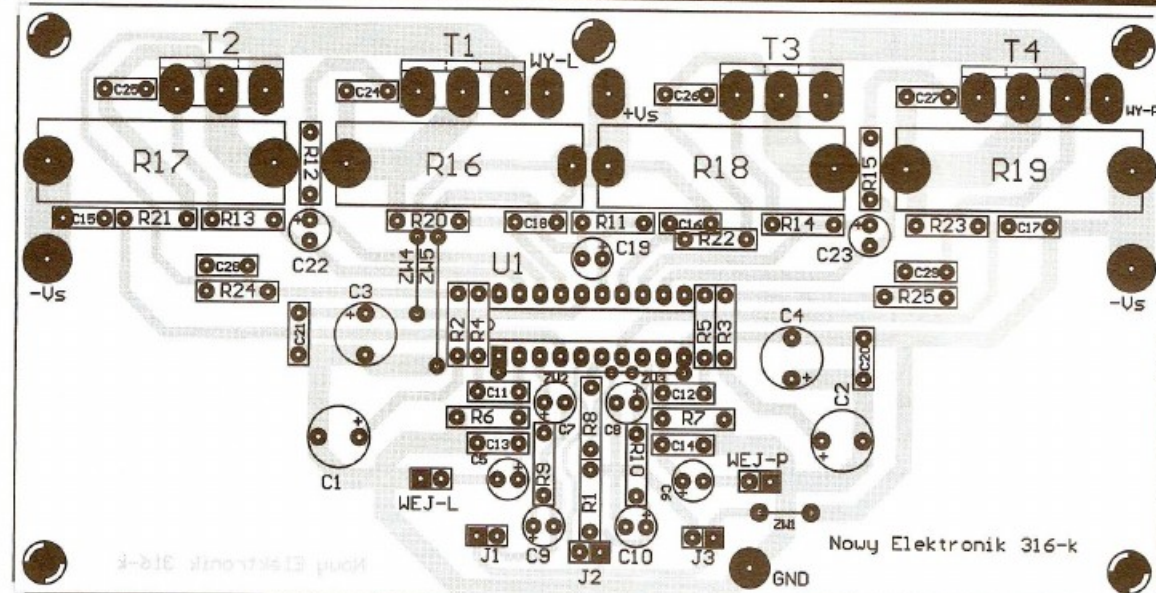 T2
T1
T3
T4
WY-L
C25
C24
C26
C27
+Vs
WY-P
R17
R12
R16
R18
R15
R19
C15
R21
R13
R20
C18
R11
C16
R14
R23
C17
R22
C22
C19
C23
ZW4
ZW5
U1
C28
C29
-Vs
R24
R25
-Vs
C3
C4
C21
R2
R4
R5
R3
C20
ZW2
ZW3
C11
C12
C2
R6
C7
R8
C8
R7
C13
C14
C5
R9
R10
C1
WEJ-L
WEJ-P
R1
C6
ZW1
J1
C9
C10
J3
Nowy Elektronik 316-k
J2
GND
Nowy Elektronik 316-k